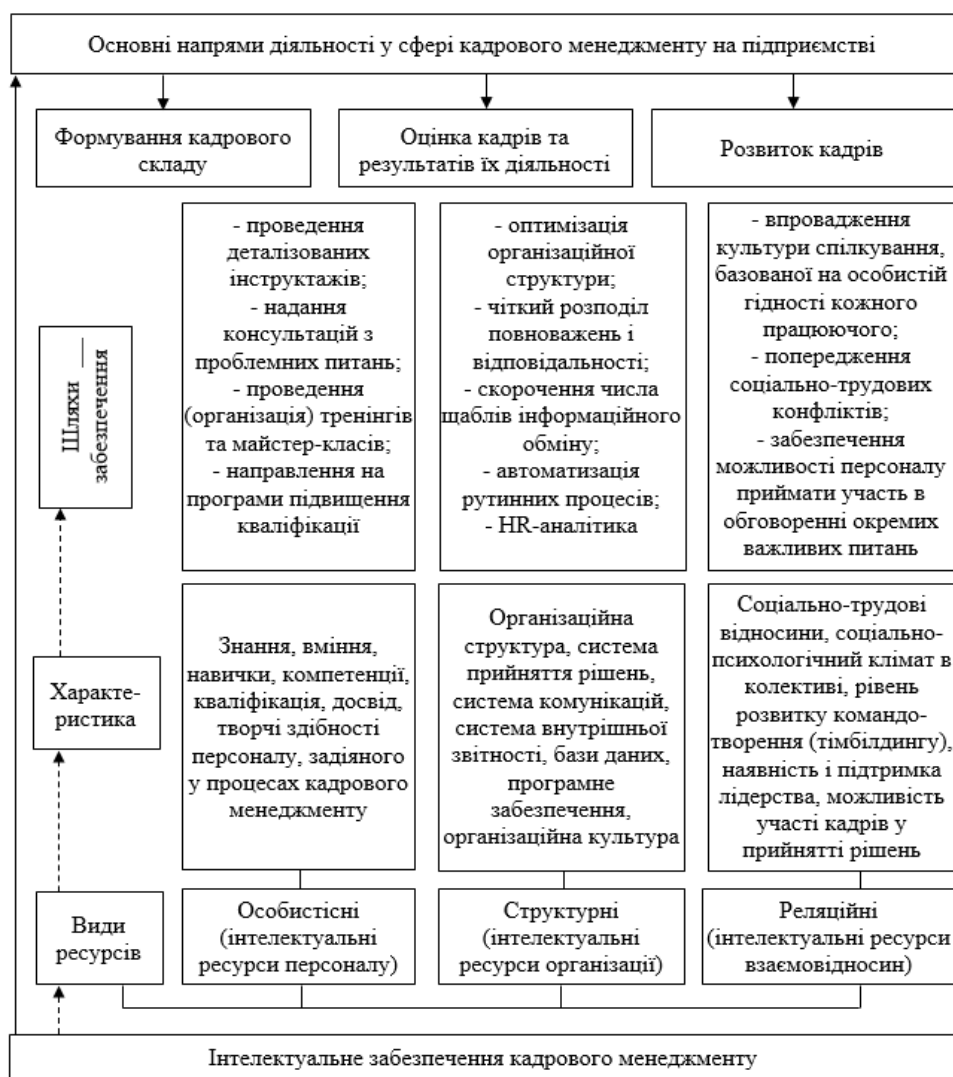 Основні напрями діяльності у сфері кадрового менеджменту на підприємстві
Формування кадрового
складу
Оцінка кадрів та
результатів їх діяльності
Розвиток кадрів
Шляхи
забезпечення
- проведення
деталізованих
інструктажів;
- надання
консультацій з
проблемних питань;
- проведення
(організація) тренінгів
та майстер-класів;
- направлення на
програми підвищення
кваліфікації
- оптимізація
організаційної
структури;
- чіткий розподіл
повноважень і
відповідальності;
- скорочення числа
щаблів інформаційного
обміну;
- автоматизація
рутинних процесів;
- HR-аналітика
- впровадження
культури спілкування,
базованої на особистій
гідності кожного
працюючого;
- попередження
соціально-трудових
конфліктів;
- забезпечення
можливості персоналу
приймати участь в
обговоренні окремих
важливих питань
Характе-
ристика
Знання, вміння,
навички, компетенції,
кваліфікація, досвід,
творчі здібності
персоналу, задіяного
у процесах кадрового
менеджменту
Організаційна
структура, система
прийняття рішень,
система комунікацій,
система внутрішньої
звітності, бази даних,
програмне
забезпечення,
організаційна культура
Соціально-трудові
відносини, соціально-
психологічний клімат в
колективі, рівень
розвитку командо-
творення (тімбілдингу),
наявність і підтримка
лідерства, можливість
участі кадрів у
прийнятті рішень
Види
ресурсів
Особистісні
(інтелектуальні
ресурси персоналу)
Структурні
(інтелектуальні
ресурси організації)
Реляційні
(інтелектуальні ресурси
взаємовідносин)
Інтелектуальне забезпечення кадрового менеджменту